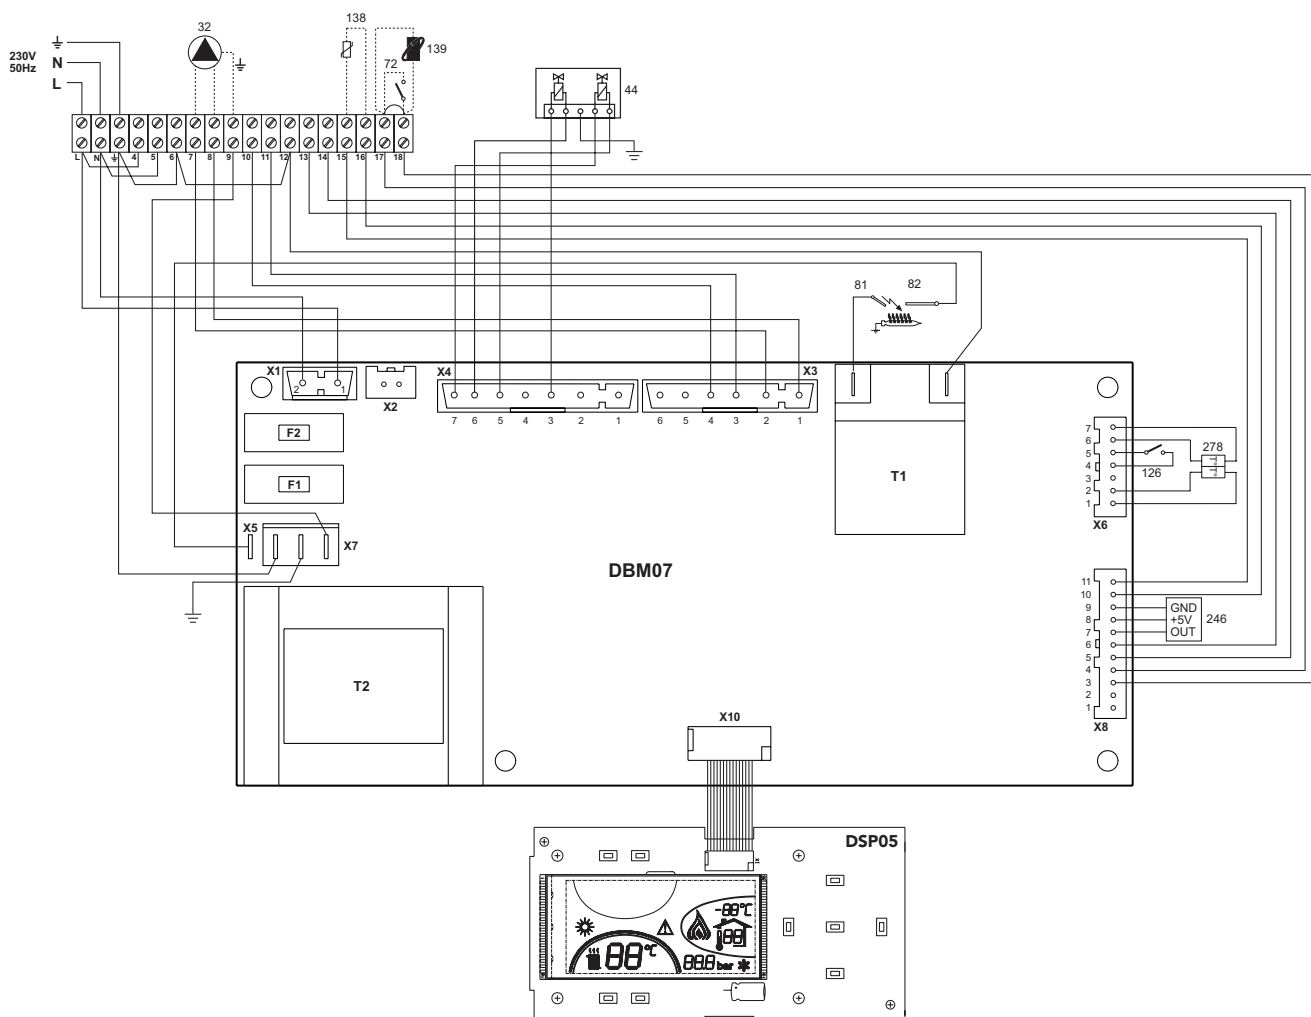 32
138
139
72
230V
50Hz
N
L
44
L N 4 5 6 7 8 9 10 11 12 13 14 15 16 17 18
81
82
X1
2 1
X2
X4
7 6 5 4 3 2 1
X3
6 5 4 3 2 1
F2
F1
T1
7
6
5
4
3
2
1
X6
126
278
X5
X7
DBM07
T2
11
10
9
8
7
6
5
4
3
2
1
X8
GND
+5V
OUT
246
X10
DSP05
-88°C
88
88°C
88.8 bar